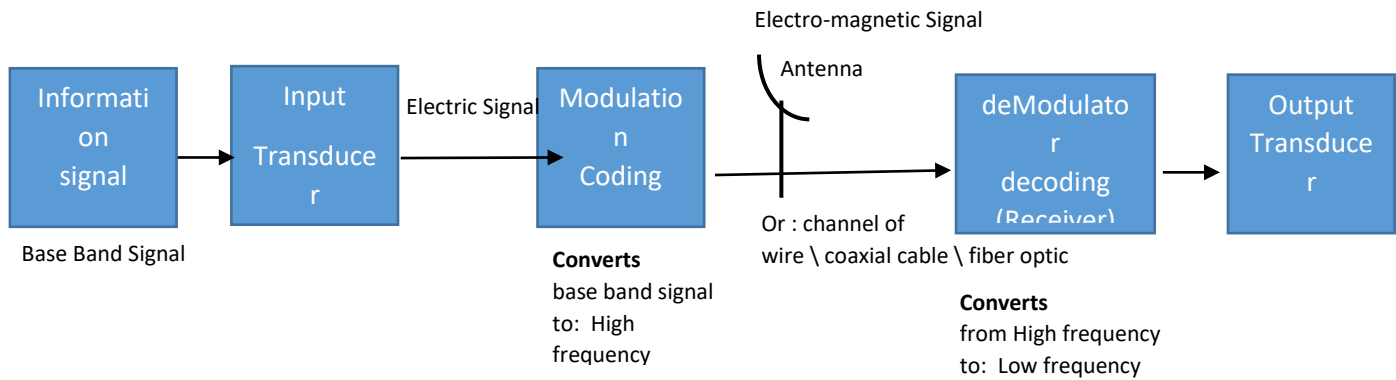 Electro-magnetic Signal
Antenna
Informati
on
signal
Base Band Signal
Input
Transduce
r
Electric Signal
Modulatio
n
Coding
Converts
base band signal
to: High
frequency
Or : channel of
wire \ coaxial cable \ fiber optic
deModulato
r
decoding
(Receiver)
Converts
from High frequency
to: Low frequency
Output
Transduce
r